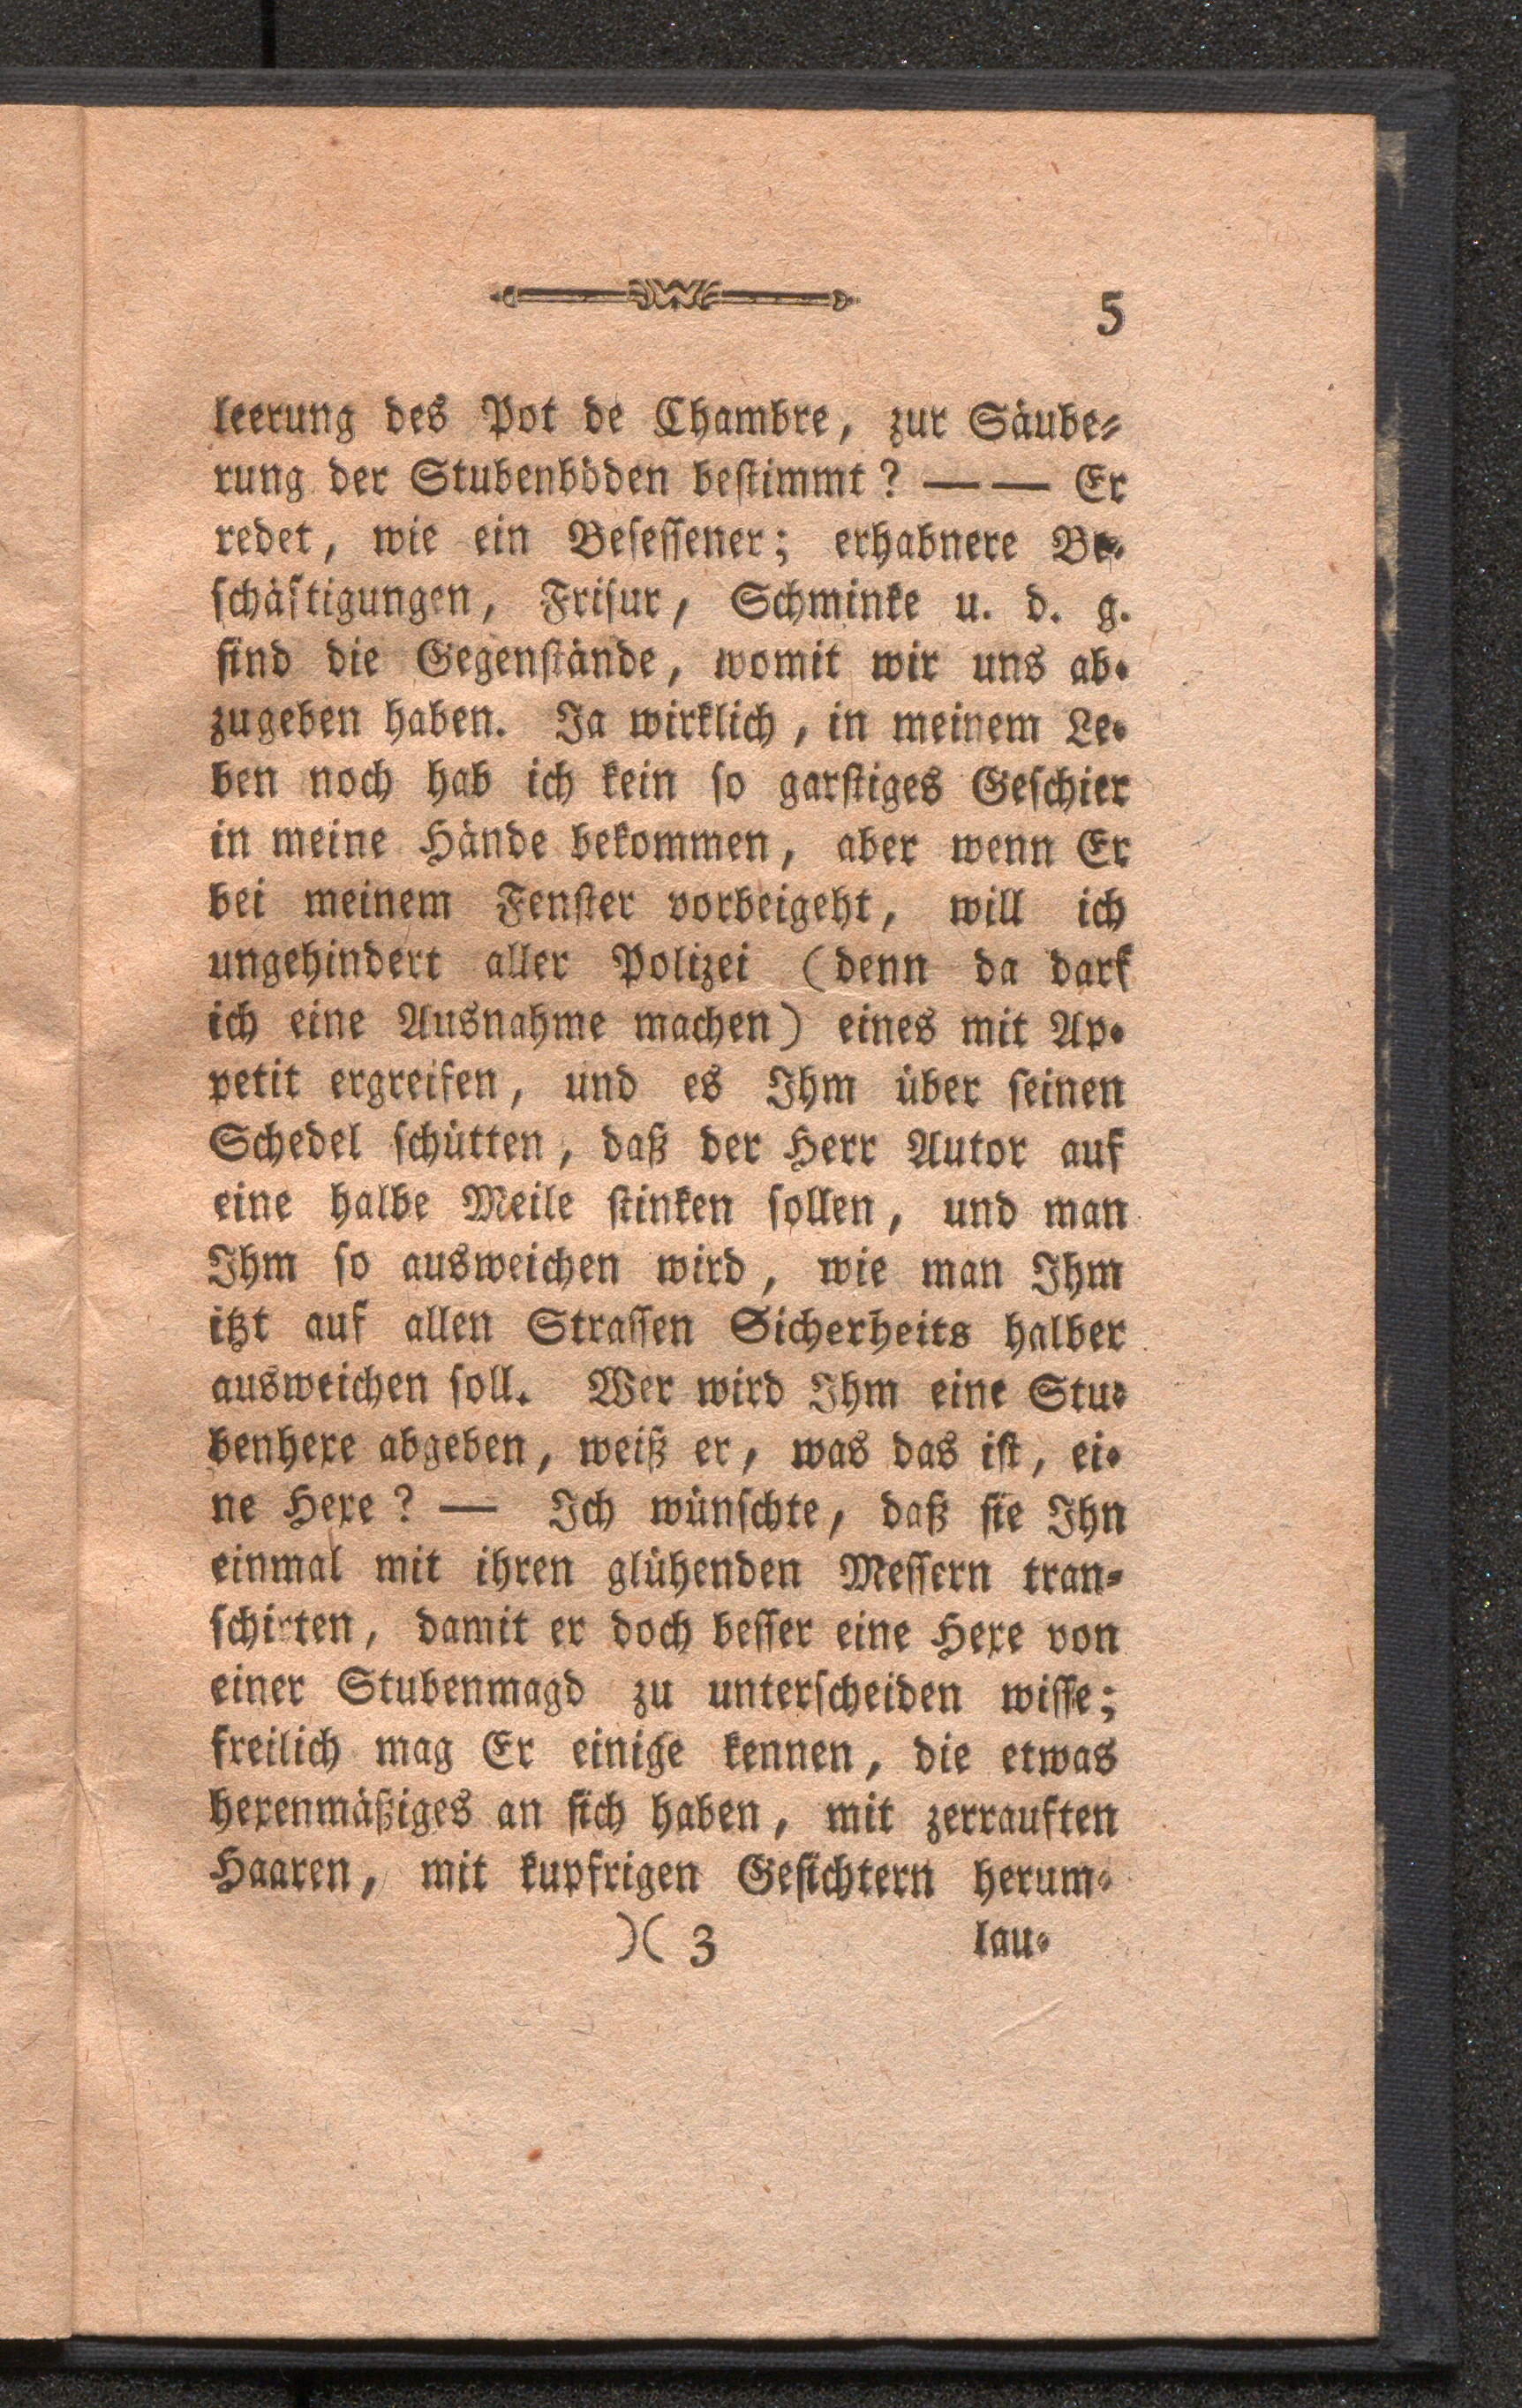 5
leerung des Pot de Chambre, zur Säube-
rung der Stubenböden bestimmt? — — Er
redet, wie ein Besessener; erhabnere Be-
schäftigungen, Frisur, Schminke u. d. g.
sind die Gegenstände, womit wir uns ab-
zugeben haben. Ja wirklich, in meinem Le-
ben noch hab ich kein so garstiges Geschier
in meine Hände bekommen, aber wenn Er
bei meinem Fenster vorbeigeht, will ich
ungehindert aller Polizei (denn da darf
ich eine Ausnahme machen) eines mit Ap-
petit ergreifen, und es Ihm über seinen
Schedel schütten, daß der Herr Autor auf
eine halbe Meile stinken sollen, und man
Ihm so ausweichen wird, wie man Ihm
itzt auf allen Strassen Sicherheits halber
ausweichen soll. Wer wird Ihm eine Stu-
benhexe abgeben, weiß er, was das ist, ei-
ne Hexe? — Ich wünschte, daß sie Ihn
einmal mit ihren glühenden Messern tran-
schirten, damit er doch besser eine Hexe von
einer Stubenmagd zu unterscheiden wisse;
freilich mag Er einige kennen, die etwas
hexenmäßiges an sich haben, mit zerrauften
Haaren, mit kupfrigen Gesichtern herum-
)( 3 lau-